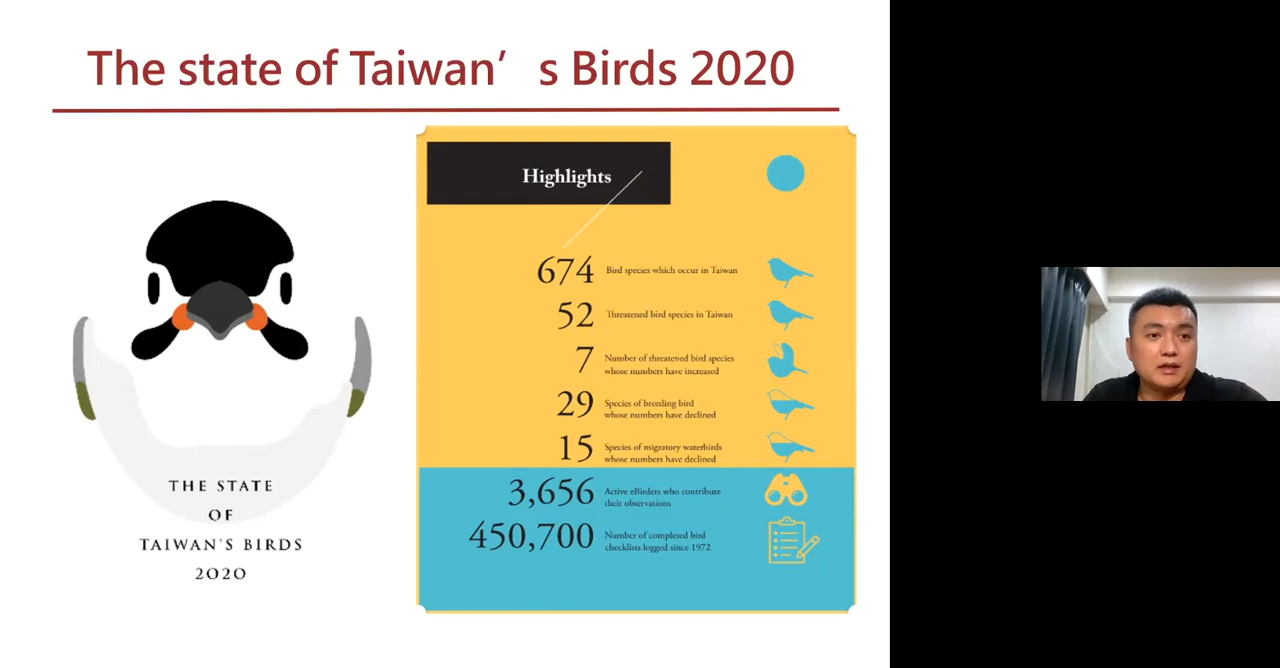 The state of Taiwan’s Birds 2020
THE STATE
OF
TAIWAN'S BIRDS
2020
Highlights
674 Bird species which occur in Taiwan
52 Threatened bird species in Taiwan
7 Number of threatened bird species
whose numbers have increased
29 Species of breeding bird
whose numbers have declined
15 Species of migratory waterbirds
whose numbers have declined
3,656 Active eBirders who contribute
their observations
450,700 Number of completed bird
checklists logged since 1972